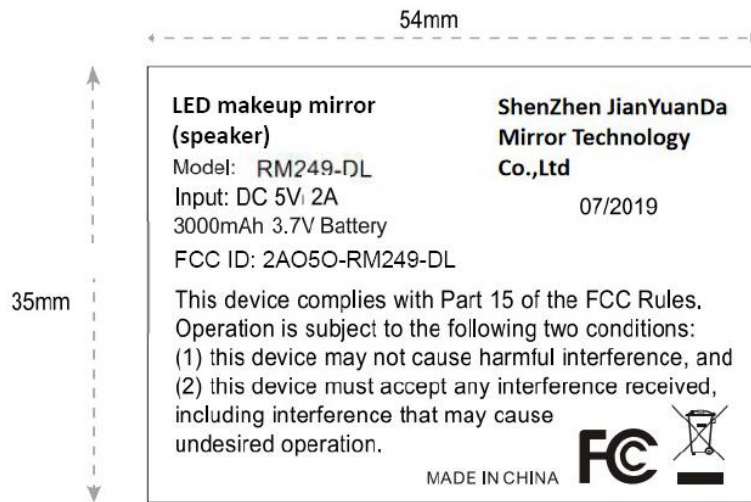 54mm
35mm
LED makeup mirror
(speaker)
Model: RM249-DL
Input: DC 5V 2A
3000mAh 3.7V Battery
FCC ID: 2AO5O-RM249-DL
ShenZhen JianYuanDa
Mirror Technology
Co.,Ltd
07/2019
This device complies with Part 15 of the FCC Rules.
Operation is subject to the following two conditions:
(1) this device may not cause harmful interference, and
(2) this device must accept any interference received,
including interference that may cause
undesired operation.
MADE IN CHINA
FC